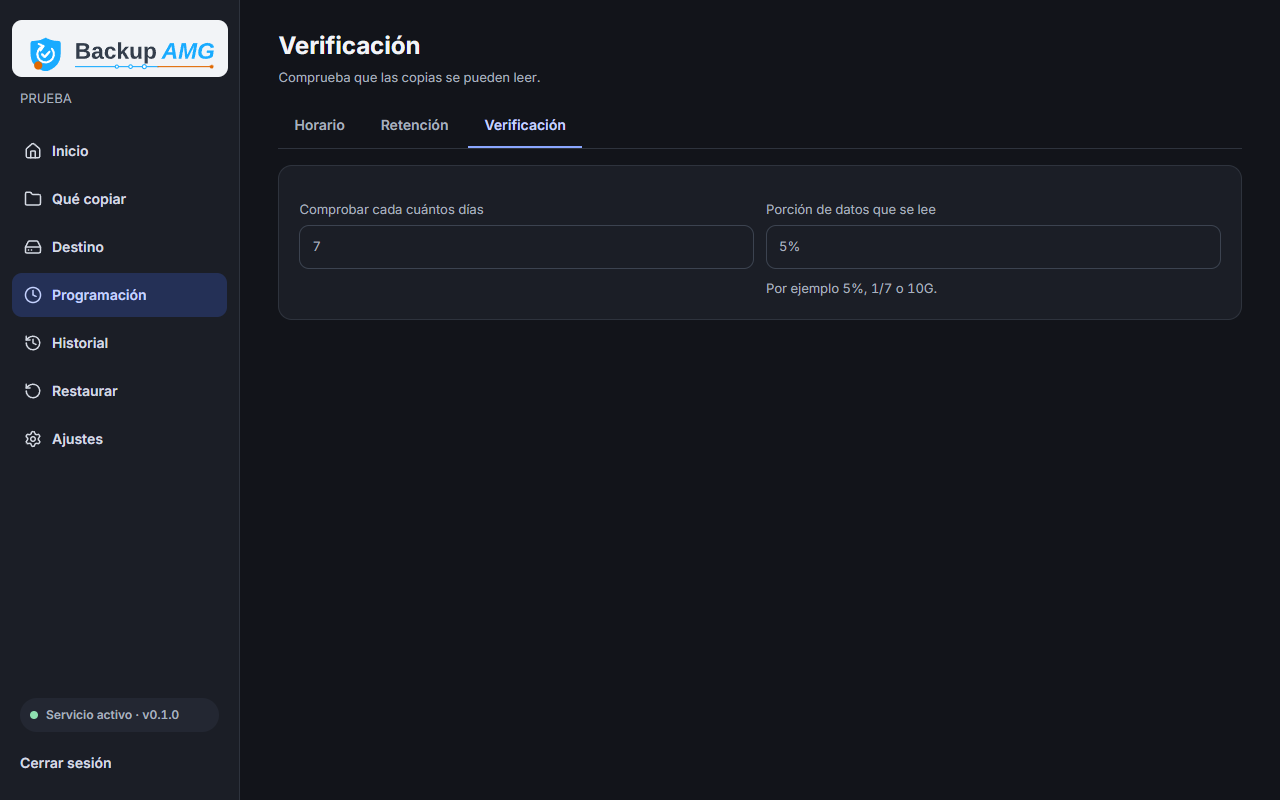 Backup AMG
PRUEBA
Inicio
Qué copiar
Destino
Programación
Historial
Restaurar
Ajustes
Servicio activo · v0.1.0
Cerrar sesión
Verificación
Comprueba que las copias se pueden leer.
Horario
Retención
Verificación
Comprobar cada cuántos días
7
Porción de datos que se lee
5%
Por ejemplo 5%, 1/7 o 10G.